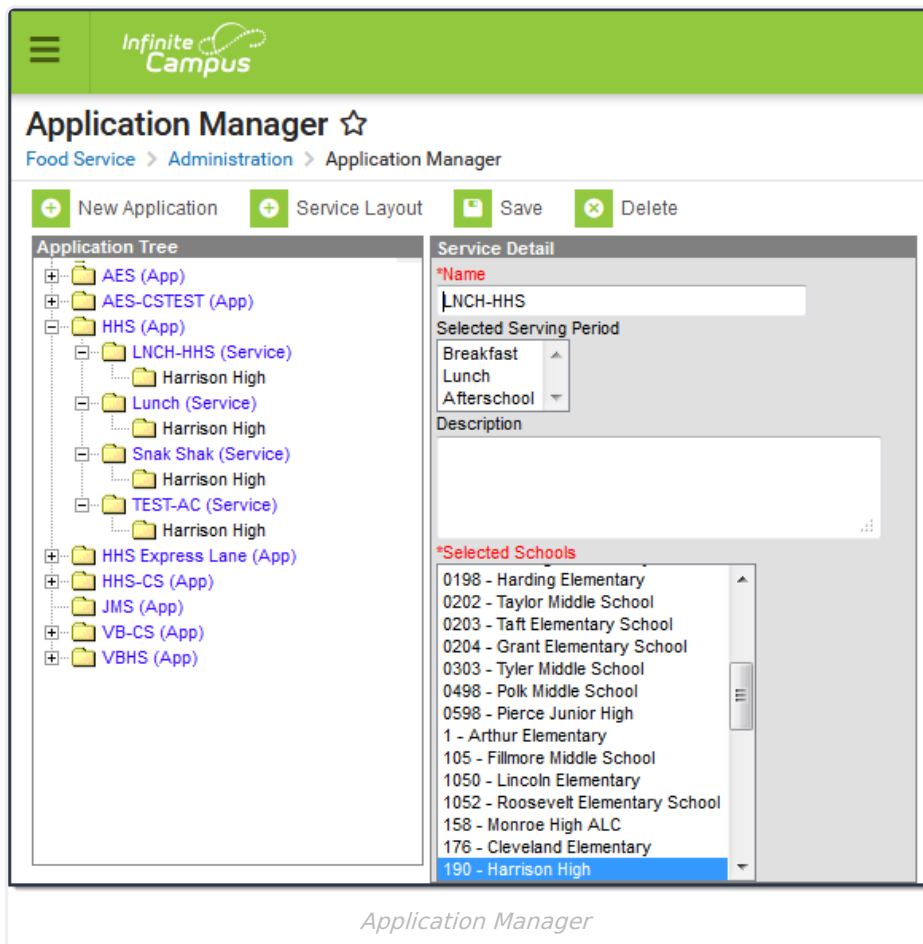 Infinite
Campus
Application Manager
Food Service > Administration > Application Manager
New Application Service Layout Save Delete
Application Tree
AES (App)
AES-CSTEST (App)
HHS (App)
LNCH-HHS (Service)
Harrison High
Lunch (Service)
Harrison High
Snak Shak (Service)
Harrison High
TEST-AC (Service)
Harrison High
HHS Express Lane (App)
HHS-CS (App)
JMS (App)
VB-CS (App)
VBHS (App)
Service Detail
*Name
LNCH-HHS
Selected Serving Period
Breakfast
Lunch
Afterschool
Description
*Selected Schools
0198 - Harding Elementary
0202 - Taylor Middle School
0203 - Taft Elementary School
0204 - Grant Elementary School
0303 - Tyler Middle School
0498 - Polk Middle School
0598 - Pierce Junior High
1 - Arthur Elementary
105 - Fillmore Middle School
1050 - Lincoln Elementary
1052 - Roosevelt Elementary School
158 - Monroe High ALC
176 - Cleveland Elementary
190 - Harrison High
Application Manager